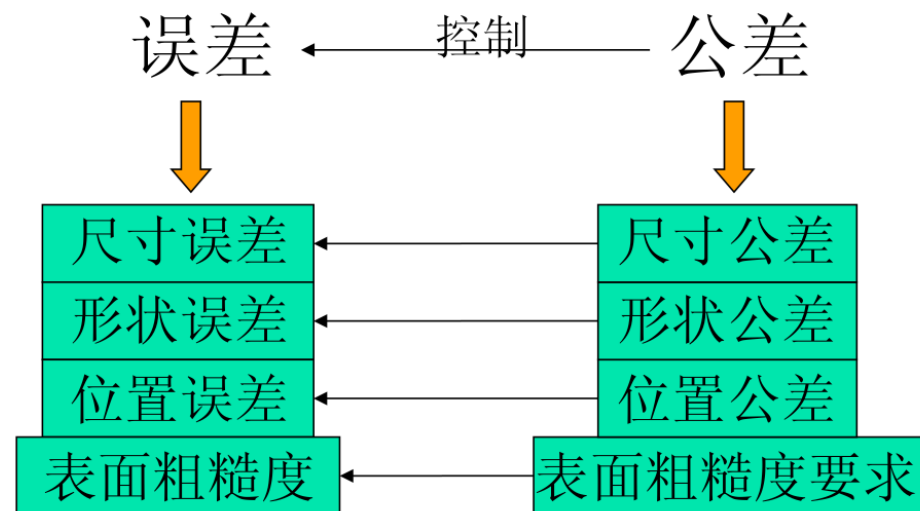 误差
控制
公差
尺寸误差
尺寸公差
形状误差
形状公差
位置误差
位置公差
表面粗糙度
表面粗糙度要求